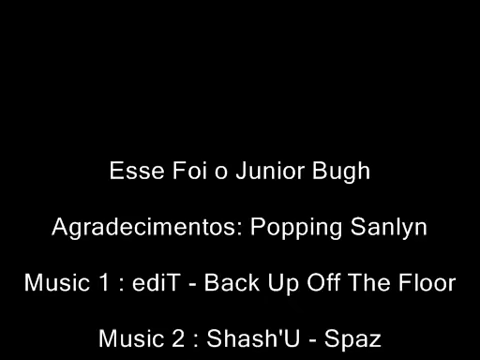 Esse Foi o Junior Bugh
Agradecimentos: Popping Sanlyn
Music 1 : ediT - Back Up Off The Floor
Music 2 : Shash'U - Spaz